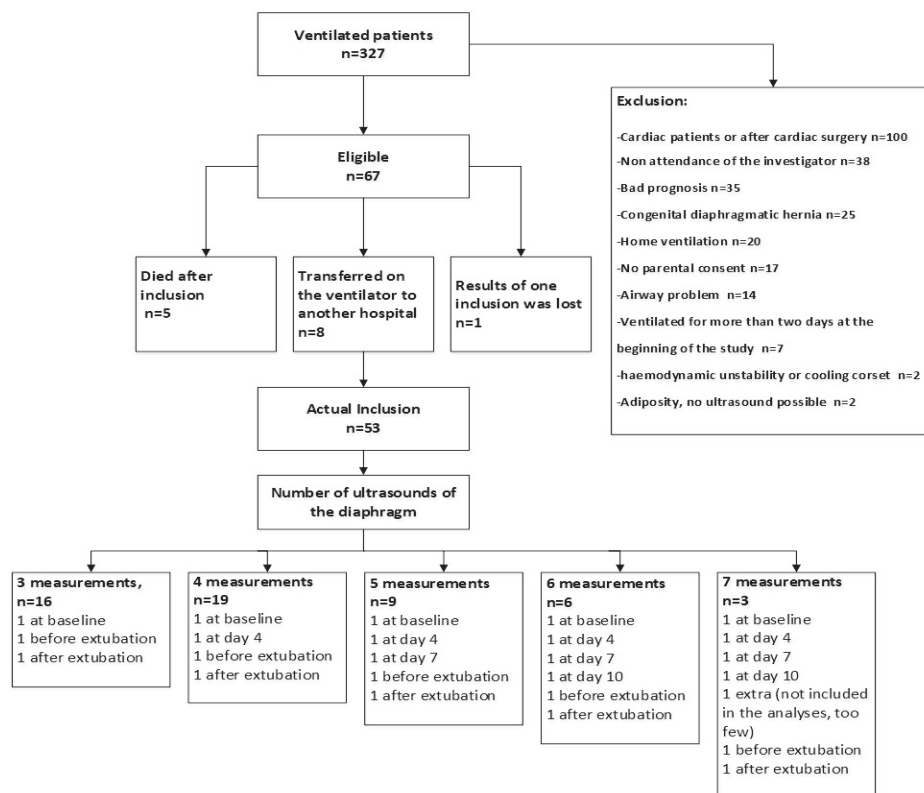 Ventilated patients
n=327
Exclusion:
-Cardiac patients or after cardiac surgery n=100
-Non attendance of the investigator n=38
-Bad prognosis n=35
-Congenital diaphragmatic hernia n=25
-Home ventilation n=20
-No parental consent n=17
-Airway problem n=14
-Ventilated for more than two days at the
beginning of the study n=7
-haemodynamic unstability or cooling corset n=2
-Adiposity, no ultrasound possible n=2
Eligible
n=67
Died after
inclusion
n=5
Transferred on
the ventilator to
another hospital
n=8
Results of one
inclusion was lost
n=1
Actual Inclusion
n=53
Number of ultrasounds of
the diaphragm
3 measurements,
n=16
1 at baseline
1 before extubation
1 after extubation
4 measurements
n=19
1 at baseline
1 at day 4
1 before extubation
1 after extubation
5 measurements
n=9
1 at baseline
1 at day 4
1 at day 7
1 before extubation
1 after extubation
6 measurements
n=6
1 at baseline
1 at day 4
1 at day 7
1 at day 10
1 before extubation
1 after extubation
7 measurements
n=3
1 at baseline
1 at day 4
1 at day 7
1 at day 10
1 extra (not included
in the analyses, too
few)
1 before extubation
1 after extubation